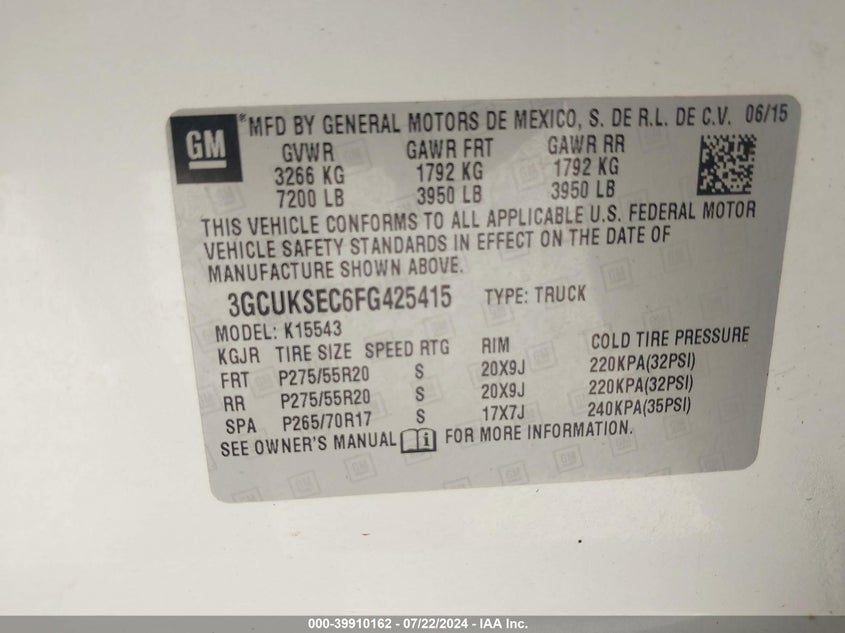 GM
*MFD BY GENERAL MOTORS DE MEXICO, S. DE R.L. DE C.V. 06/15
GVWR GAWR FRT GAWR RR
3266 KG 1792 KG 1792 KG
7200 LB 3950 LB 3950 LB
THIS VEHICLE CONFORMS TO ALL APPLICABLE U.S. FEDERAL MOTOR
VEHICLE SAFETY STANDARDS IN EFFECT ON THE DATE OF
MANUFACTURE SHOWN ABOVE.
3GCUKSEC6FG425415 TYPE: TRUCK
MODEL: K15543
KGJR TIRE SIZE SPEED RTG RIM COLD TIRE PRESSURE
FRT P275/55R20 S 20X9J 220KPA(32PSI)
RR P275/55R20 S 20X9J 220KPA(32PSI)
SPA P265/70R17 S 17X7J 240KPA(35PSI)
SEE OWNER'S MANUAL i FOR MORE INFORMATION.
000-39910162 - 07/22/2024 - IAA Inc.